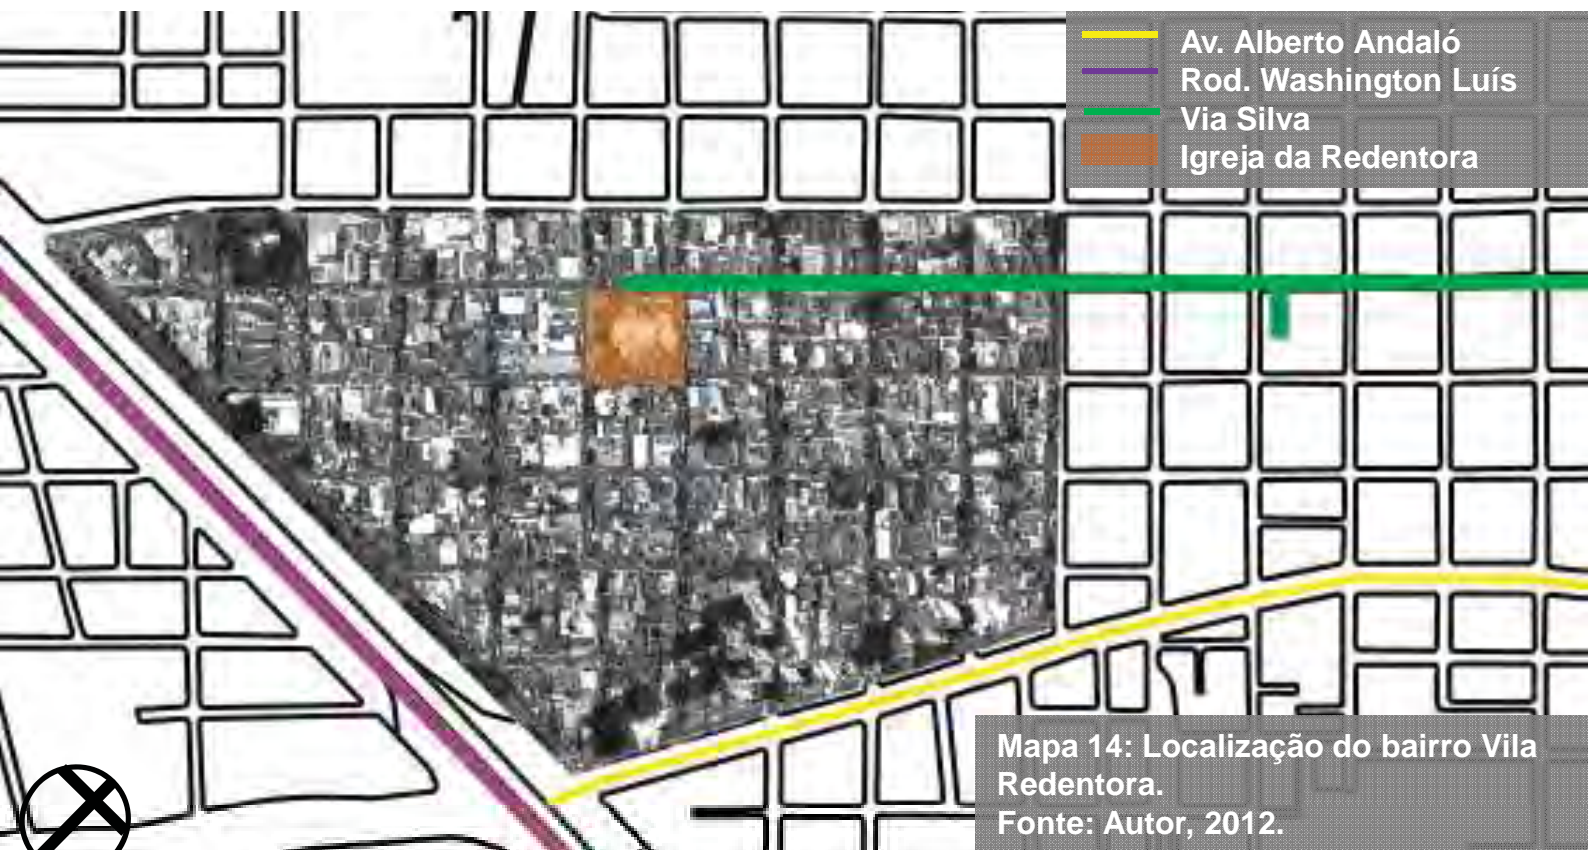 Av. Alberto Andaló
Rod. Washington Luís
Via Silva
Igreja da Redentora
Mapa 14: Localização do bairro Vila
Redentora.
Fonte: Autor, 2012.